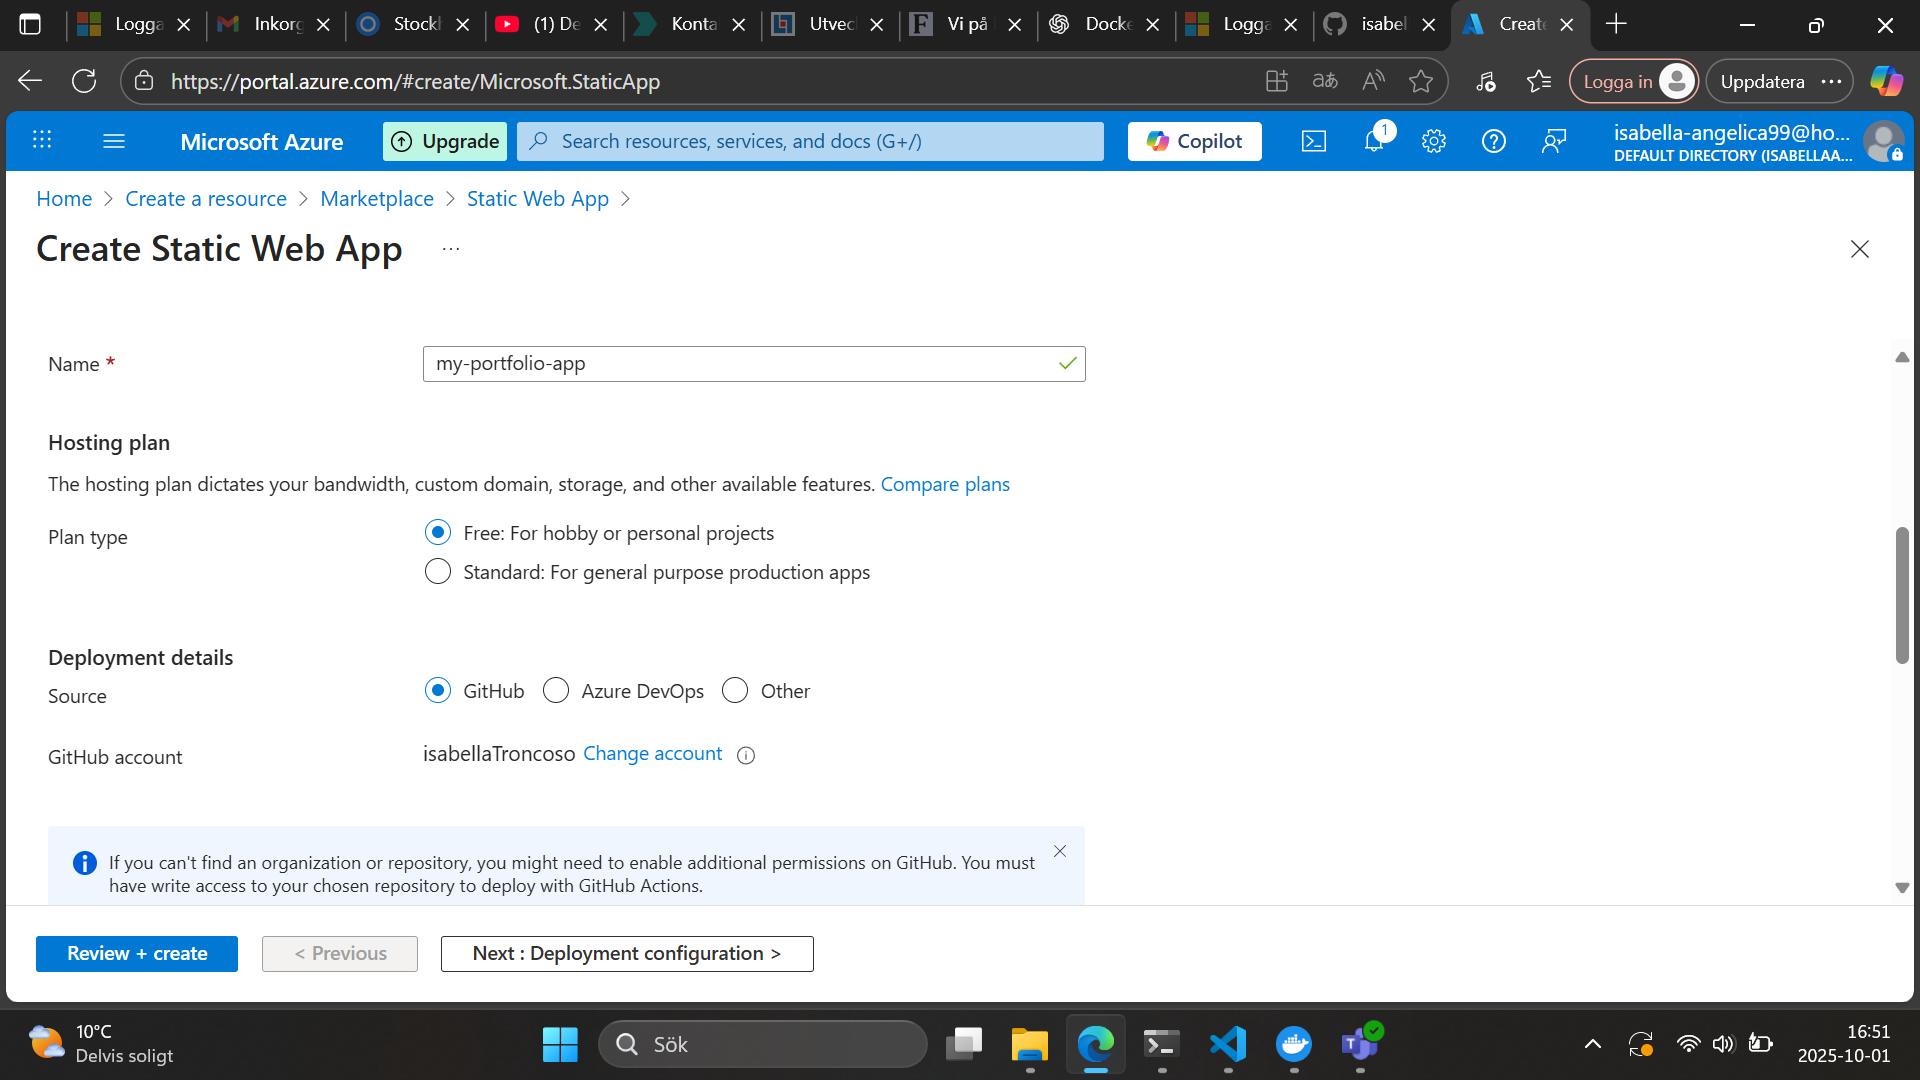 Logga
Inkorg
Stockh
(1) De
Konta
Utvec
Vi på
Docke
Logga
isabel
Create
https://portal.azure.com/#create/Microsoft.StaticApp
Logga in
Uppdatera
Microsoft Azure
Upgrade
Search resources, services, and docs (G+/)
Copilot
1
isabella-angelica99@ho...
DEFAULT DIRECTORY (ISABELLAA...
Home > Create a resource > Marketplace > Static Web App >
Create Static Web App ...
Name *
my-portfolio-app
Hosting plan
The hosting plan dictates your bandwidth, custom domain, storage, and other available features. Compare plans
Plan type
Free: For hobby or personal projects
Standard: For general purpose production apps
Deployment details
Source
GitHub
Azure DevOps
Other
GitHub account
isabellaTroncoso Change account
If you can't find an organization or repository, you might need to enable additional permissions on GitHub. You must
have write access to your chosen repository to deploy with GitHub Actions.
Review + create
< Previous
Next : Deployment configuration >
10°C
Delvis soligt
Sök
16:51
2025-10-01